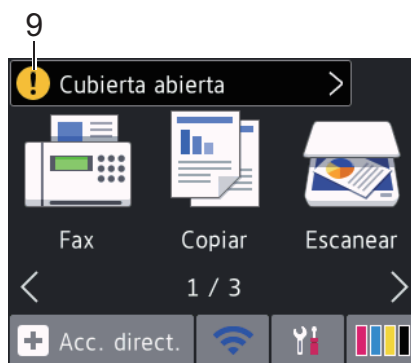 9
! Cubierta abierta >
Fax Copiar Escanear
< 1 / 3 >
+ Acc. direct.